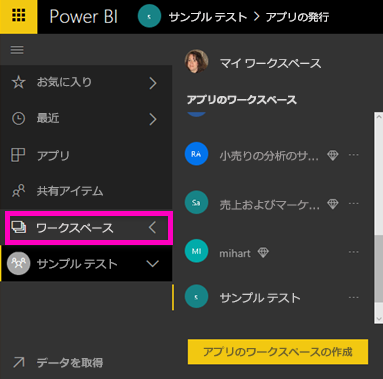 Power BI
s サンプル テスト > アプリの発行
お気に入り
最近
アプリ
共有アイテム
ワークスペース
サンプル テスト
データを取得
マイ ワークスペース
アプリのワークスペース
RA 小売りの分析のサ...
Sa 売上およびマーケ...
MI mihart
s サンプル テスト
アプリのワークスペースの作成